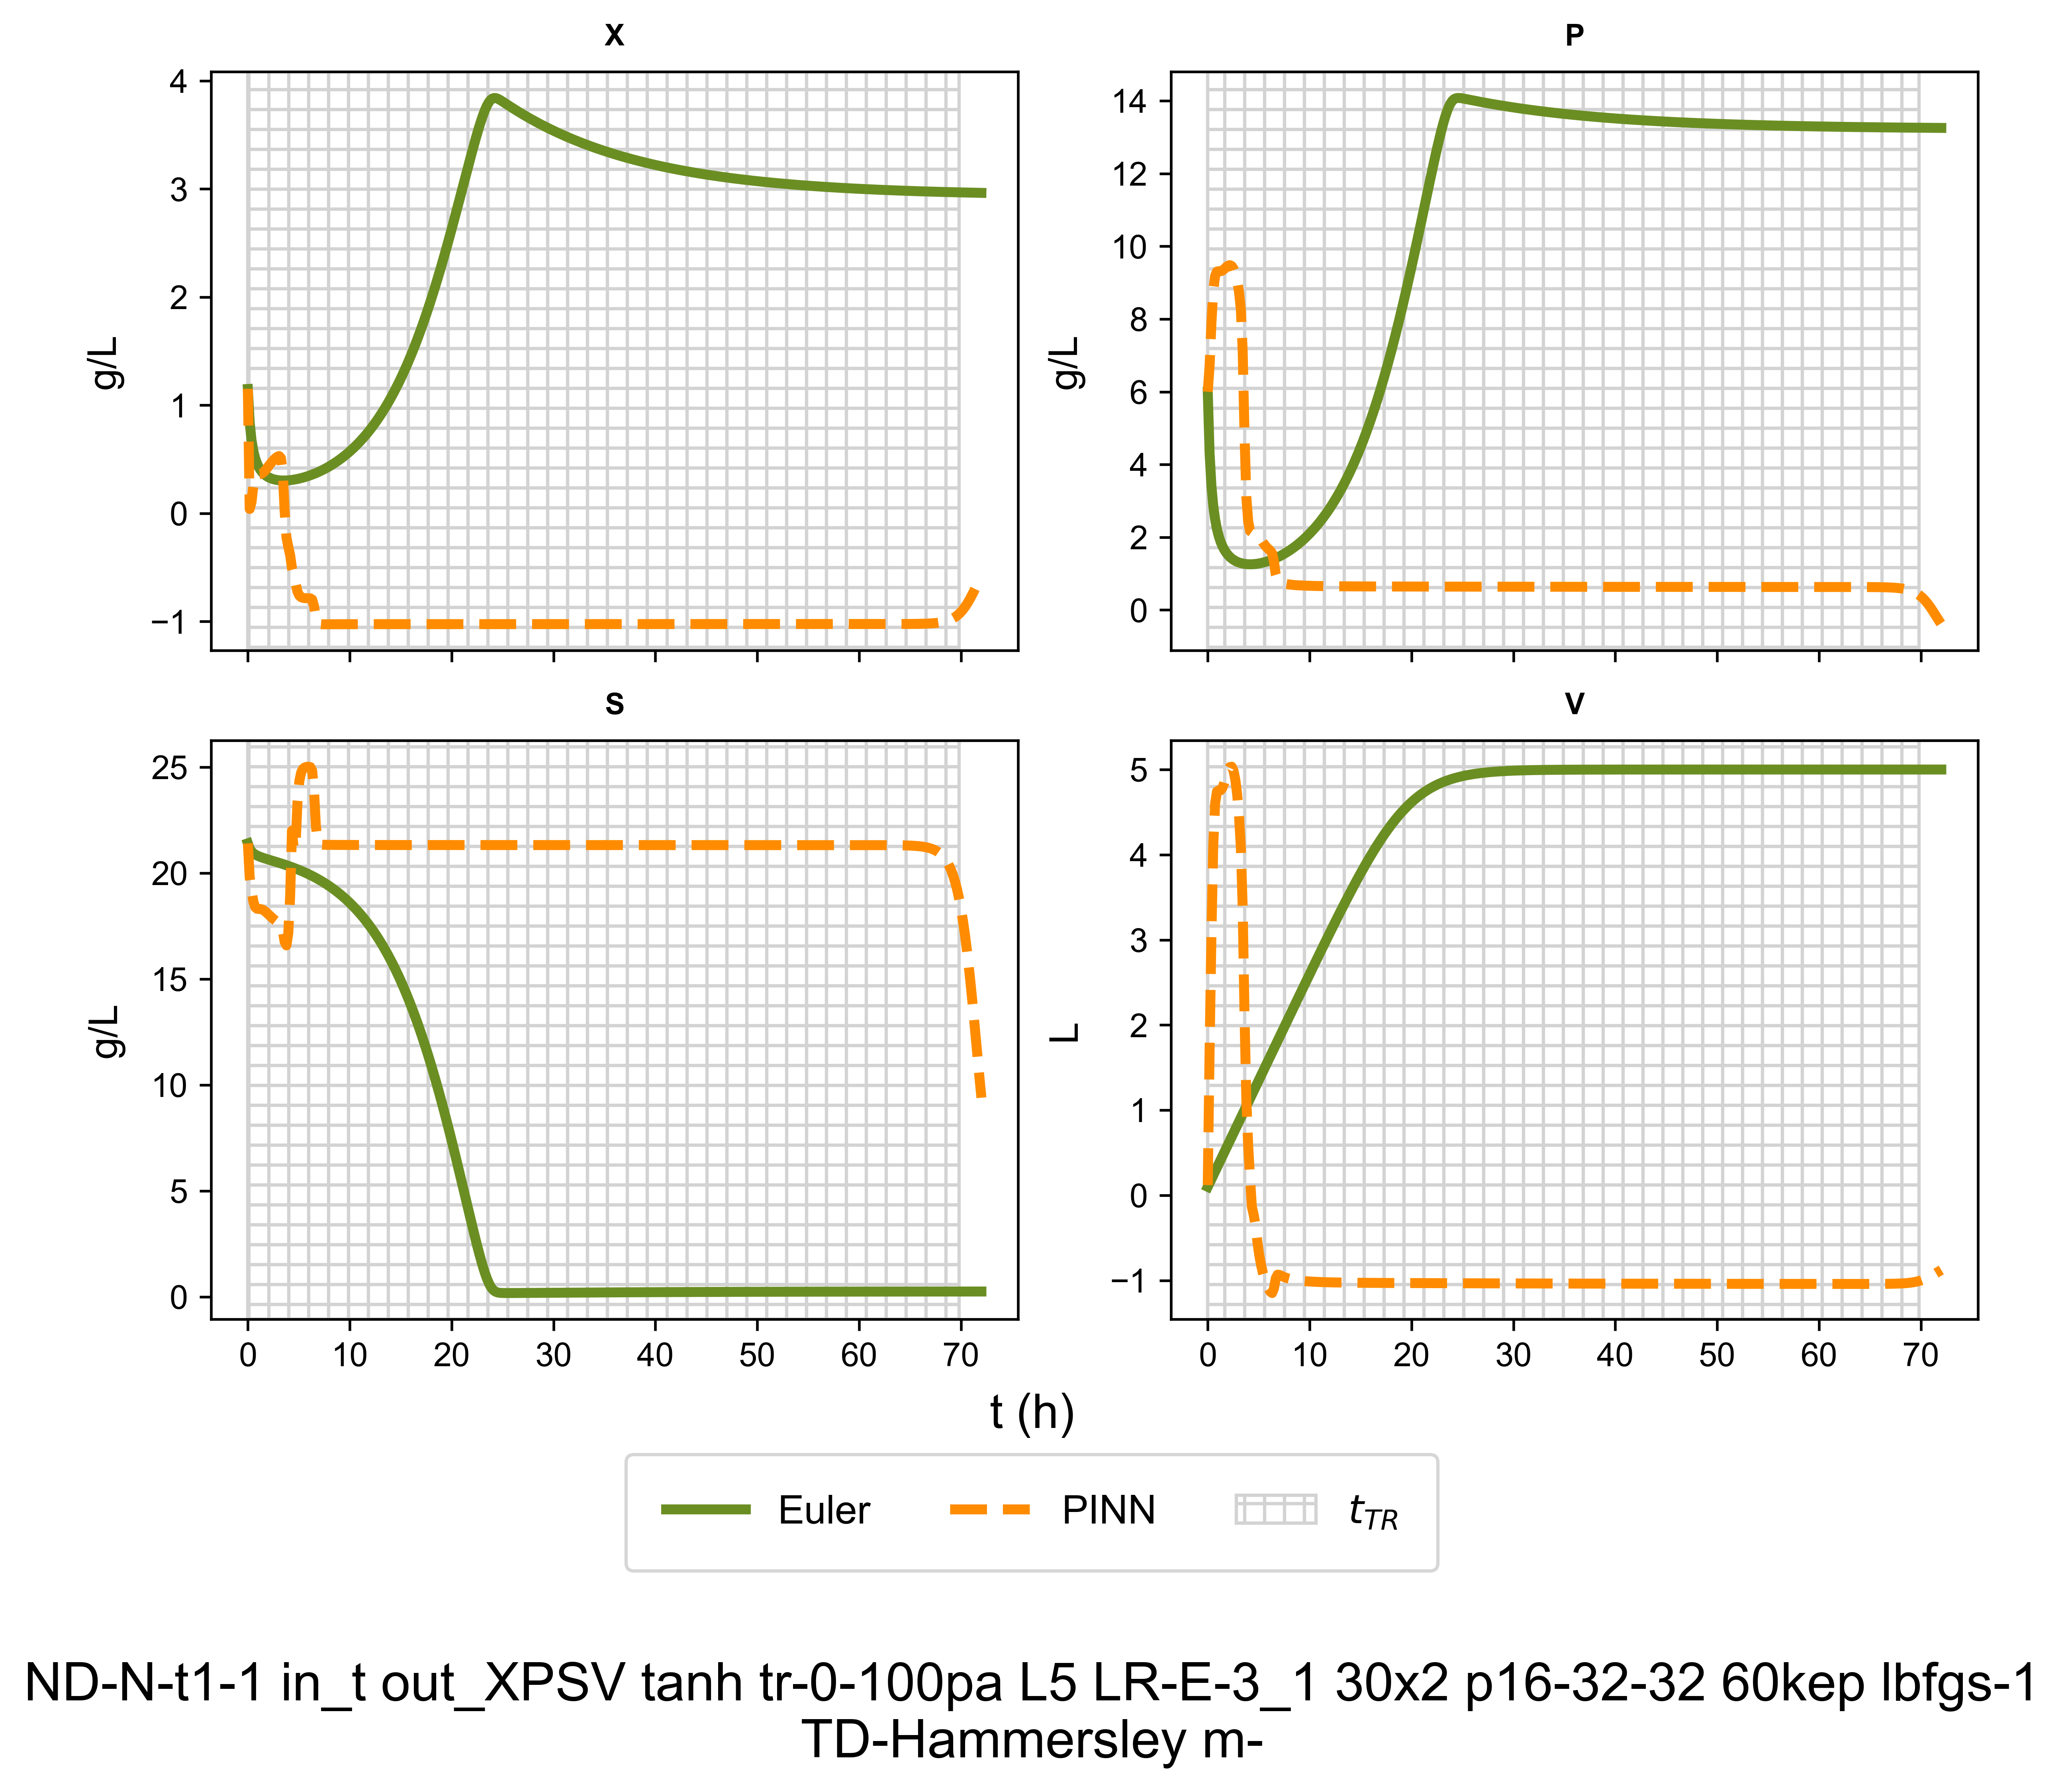 X
P
4
3
2
1
0
−1
g/L
14
12
10
8
6
4
2
0
g/L
S
V
25
20
15
10
5
0
g/L
0 10 20 30 40 50 60 70
5
4
3
2
1
0
−1
L
0 10 20 30 40 50 60 70
t (h)
Euler PINN t_TR
ND-N-t1-1 in_t out_XPSV tanh tr-0-100pa L5 LR-E-3_1 30x2 p16-32-32 60kep lbfgs-1
TD-Hammersley m-